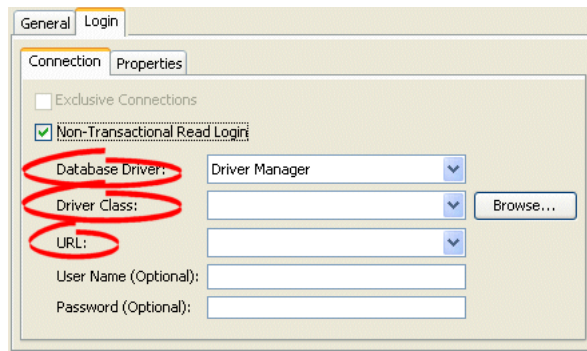 General Login
Connection Properties
Exclusive Connections
Non-Transactional Read Login
Database Driver: Driver Manager
Driver Class: Browse...
URL:
User Name (Optional):
Password (Optional):